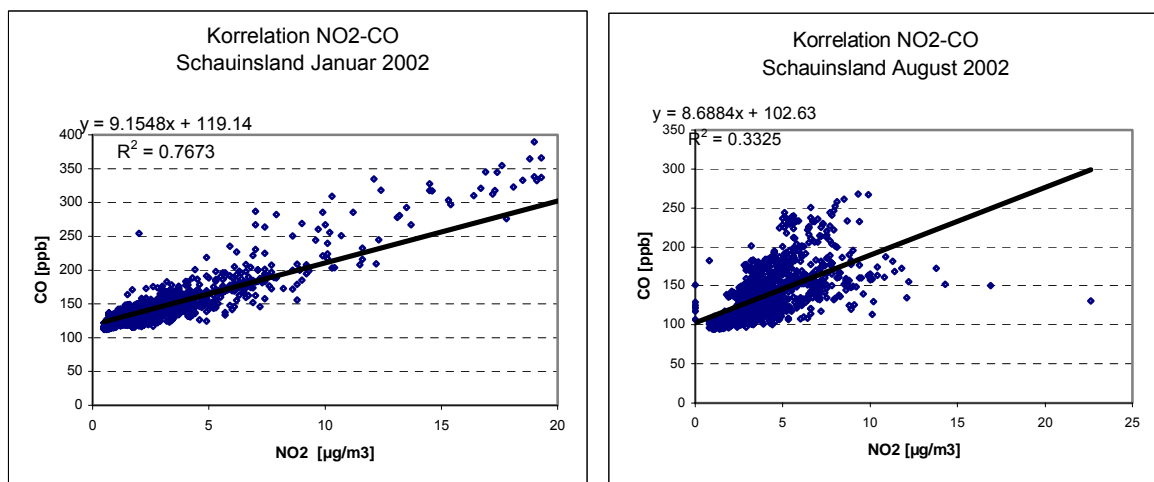 Korrelation NO2-CO
Schauinsland Januar 2002
y = 9.1548x + 119.14
R² = 0.7673
400
350
300
250
200
150
100
50
0
CO [ppb]
0 5 10 15 20
NO2 [µg/m3]
Korrelation NO2-CO
Schauinsland August 2002
y = 8.6884x + 102.63
R² = 0.3325
350
300
250
200
150
100
50
0
CO [ppb]
0 5 10 15 20 25
NO2 [µg/m3]